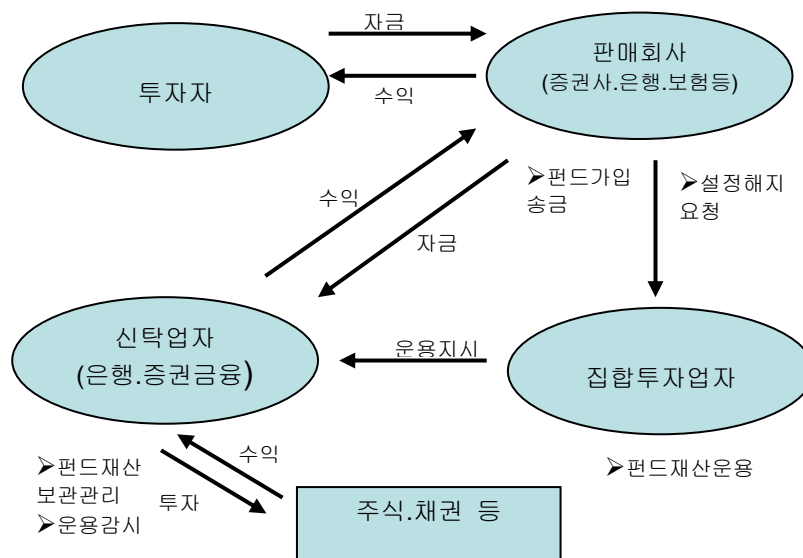 자금
투자자
판매회사
(증권사.은행.보험등)
수익
➢펀드가입
송금
➢설정해지
요청
수익
자금
신탁업자
(은행.증권금융)
운용지시
집합투자업자
➢펀드재산
보관관리
➢운용감시
수익
투자
➢펀드재산운용
주식.채권 등